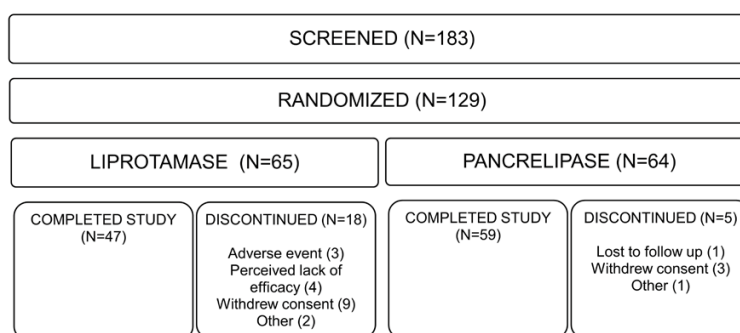 SCREENED (N=183)
RANDOMIZED (N=129)
LIPROTAMASE (N=65)
PANCRELIPASE (N=64)
COMPLETED STUDY
(N=47)
DISCONTINUED (N=18)
Adverse event (3)
Perceived lack of
efficacy (4)
Withdrew consent (9)
Other (2)
COMPLETED STUDY
(N=59)
DISCONTINUED (N=5)
Lost to follow up (1)
Withdrew consent (3)
Other (1)